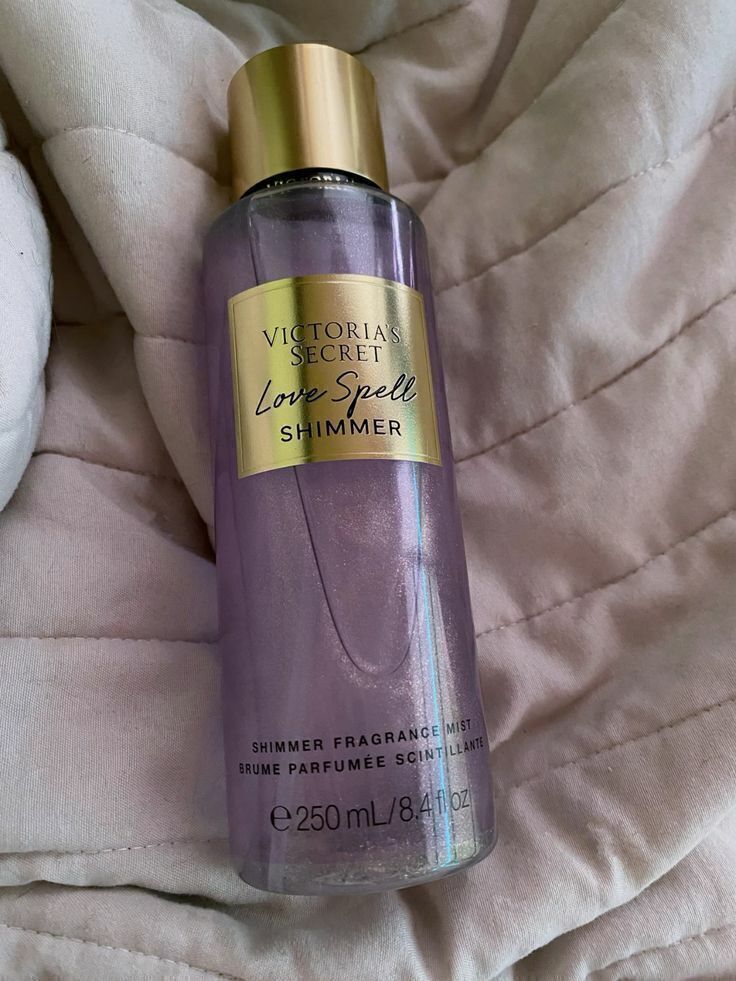 VICTORIA'S
SECRET
Love Spell
SHIMMER
SHIMMER FRAGRANCE MIST
BRUME PARFUMÉE SCINTILLANTE
℮ 250 mL/8.4 fl oz